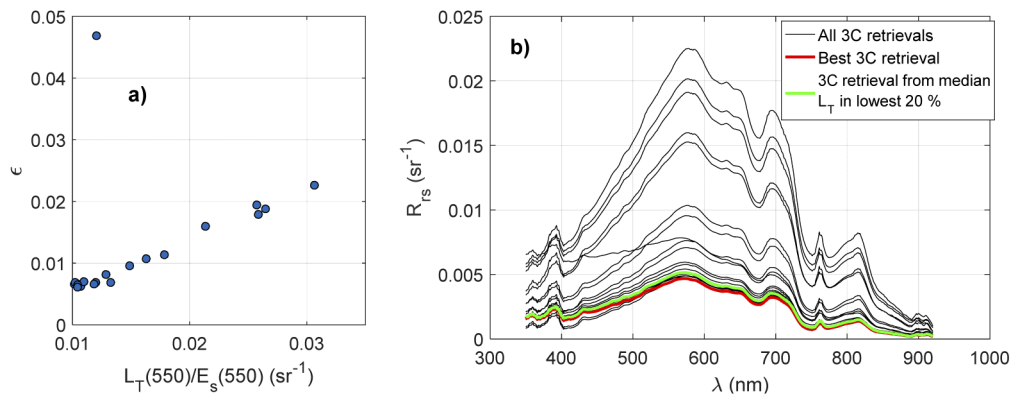 0.05
0.04
0.03
0.02
0.01
0
ϵ
a)
0.01 0.02 0.03
L_T(550)/E_s(550) (sr^-1)
0.025
0.02
0.015
0.01
0.005
0
R_rs (sr^-1)
b)
All 3C retrievals
Best 3C retrieval
3C retrieval from median
L_T in lowest 20 %
300 400 500 600 700 800 900 1000
λ (nm)